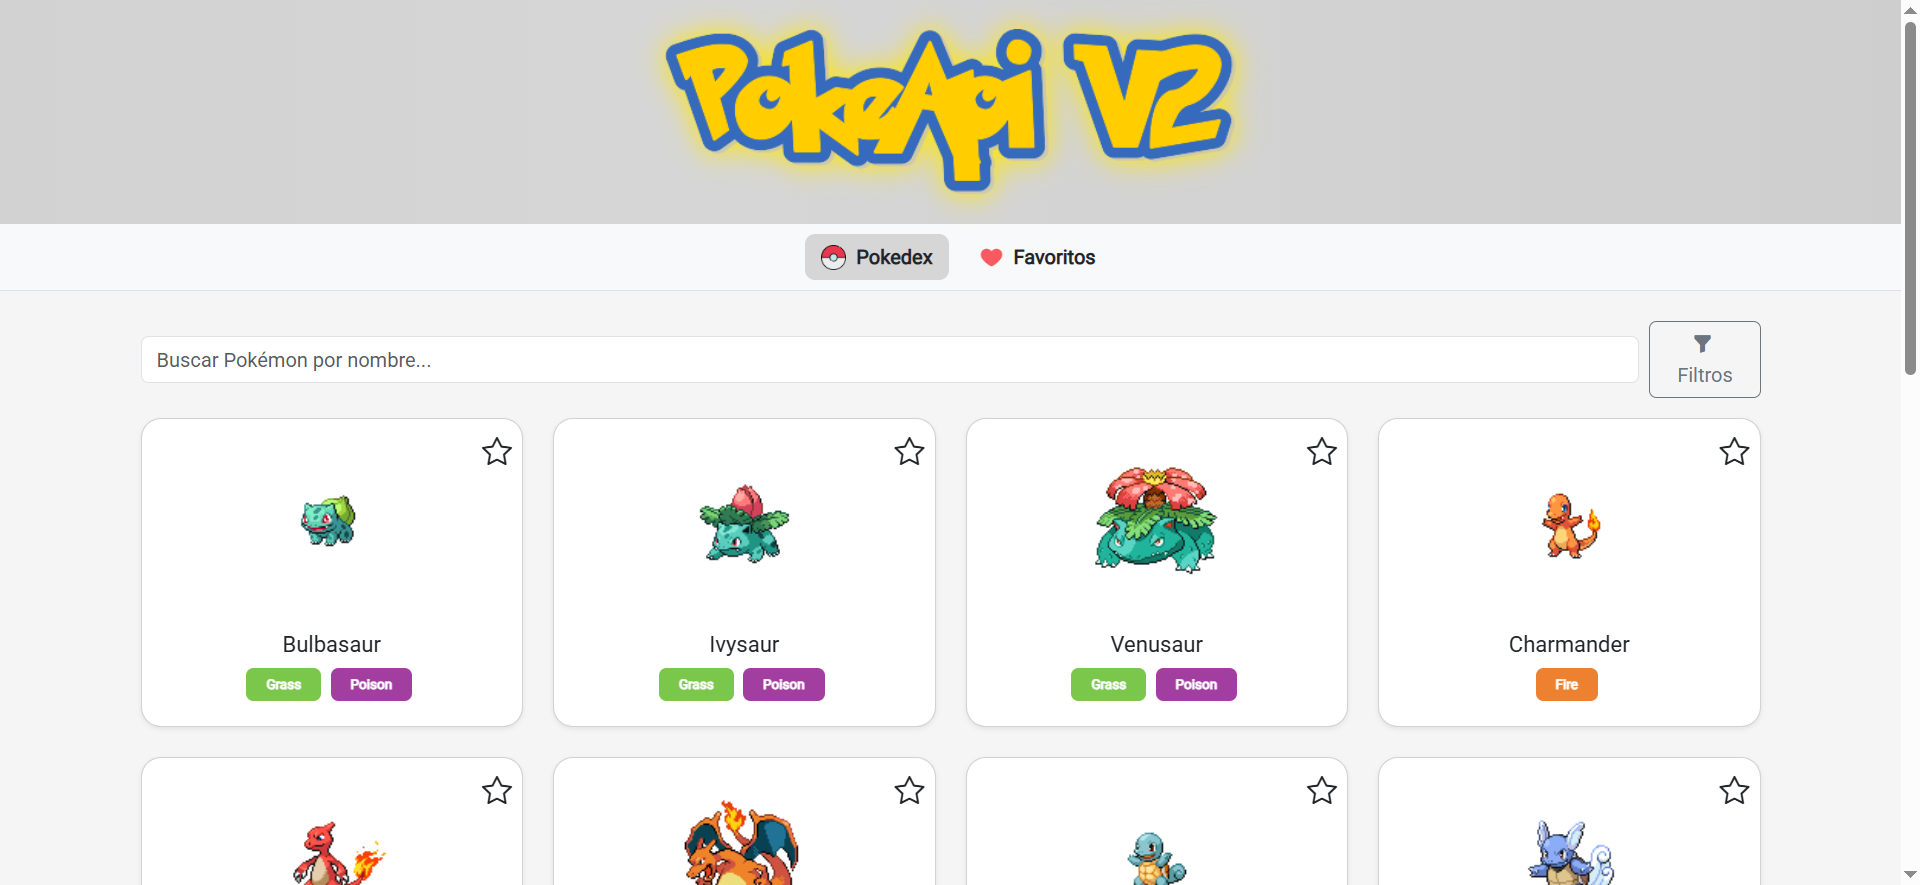 PokeApi V2
Pokedex
Favoritos
Buscar Pokémon por nombre...
Filtros
Bulbasaur
Grass Poison
Ivysaur
Grass Poison
Venusaur
Grass Poison
Charmander
Fire